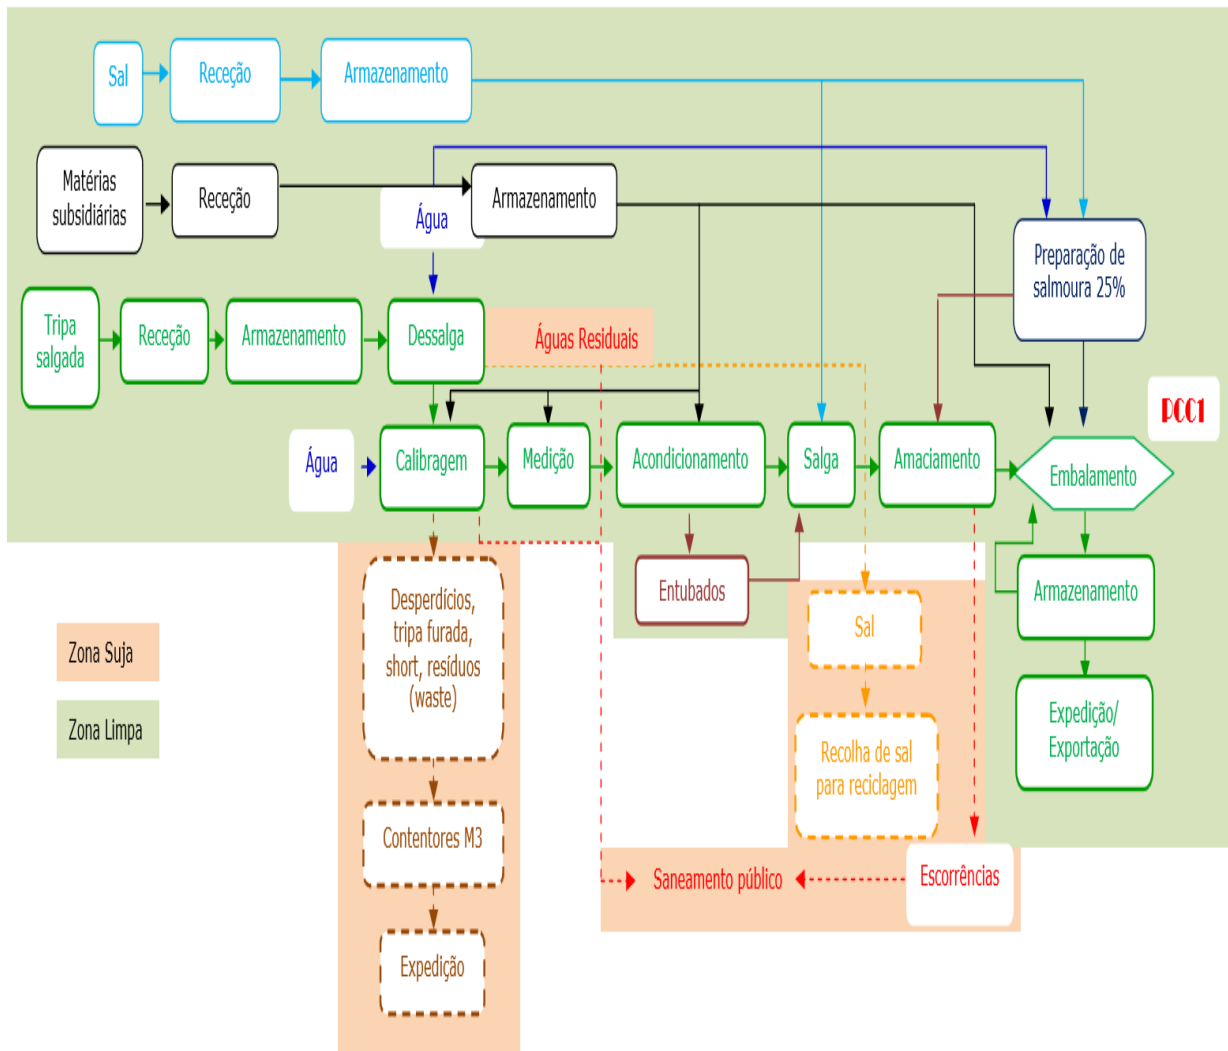 Sal
Receção
Armazenamento
Matérias
subsidiárias
Receção
Armazenamento
Água
Preparação de
salmoura 25%
Tripa
salgada
Receção
Armazenamento
Dessalga
Águas Residuais
PCC1
Água
Calibragem
Medição
Acondicionamento
Salga
Amaciamento
Embalamento
Desperdícios,
tripa furada,
short, resíduos
(waste)
Entubados
Sal
Armazenamento
Zona Suja
Zona Limpa
Recolha de sal
para reciclagem
Expedição/
Exportação
Contentores M3
Saneamento público
Escorrências
Expedição